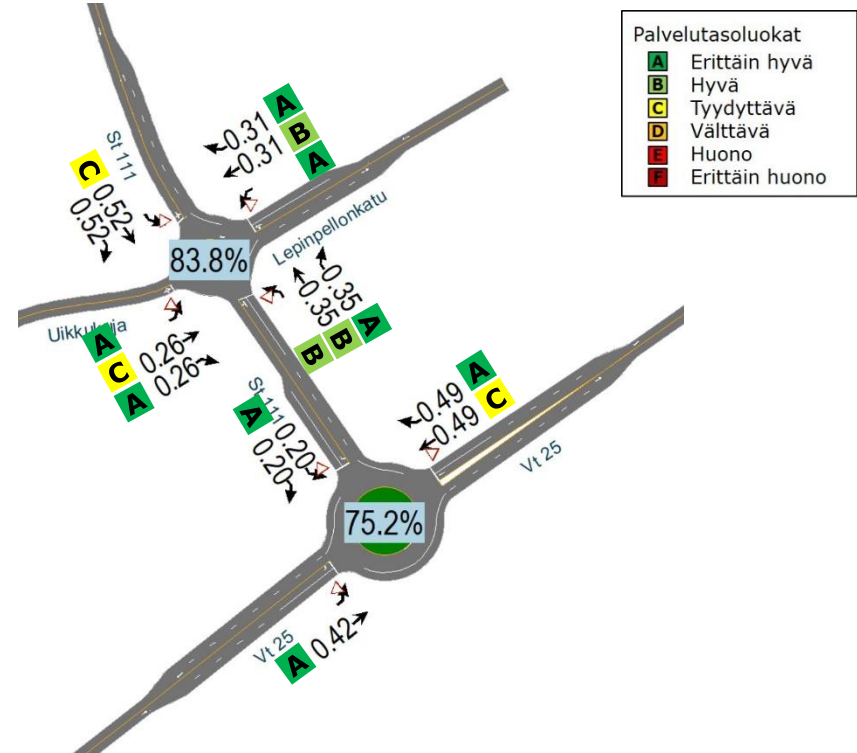 Palvelutasoluokat
A Erittäin hyvä
B Hyvä
C Tyydyttävä
D Välttävä
E Huono
F Erittäin huono
St 111
C 0.52
0.52
0.31 A
0.31 B
A
Lepinpellonkatu
83.8%
Uikkukuja
A
C 0.26
A 0.26
0.35 A
0.35 B
B
St 111
A 0.20
0.20
0.49 A
0.49 C
Vt 25
75.2%
Vt 25
A 0.42